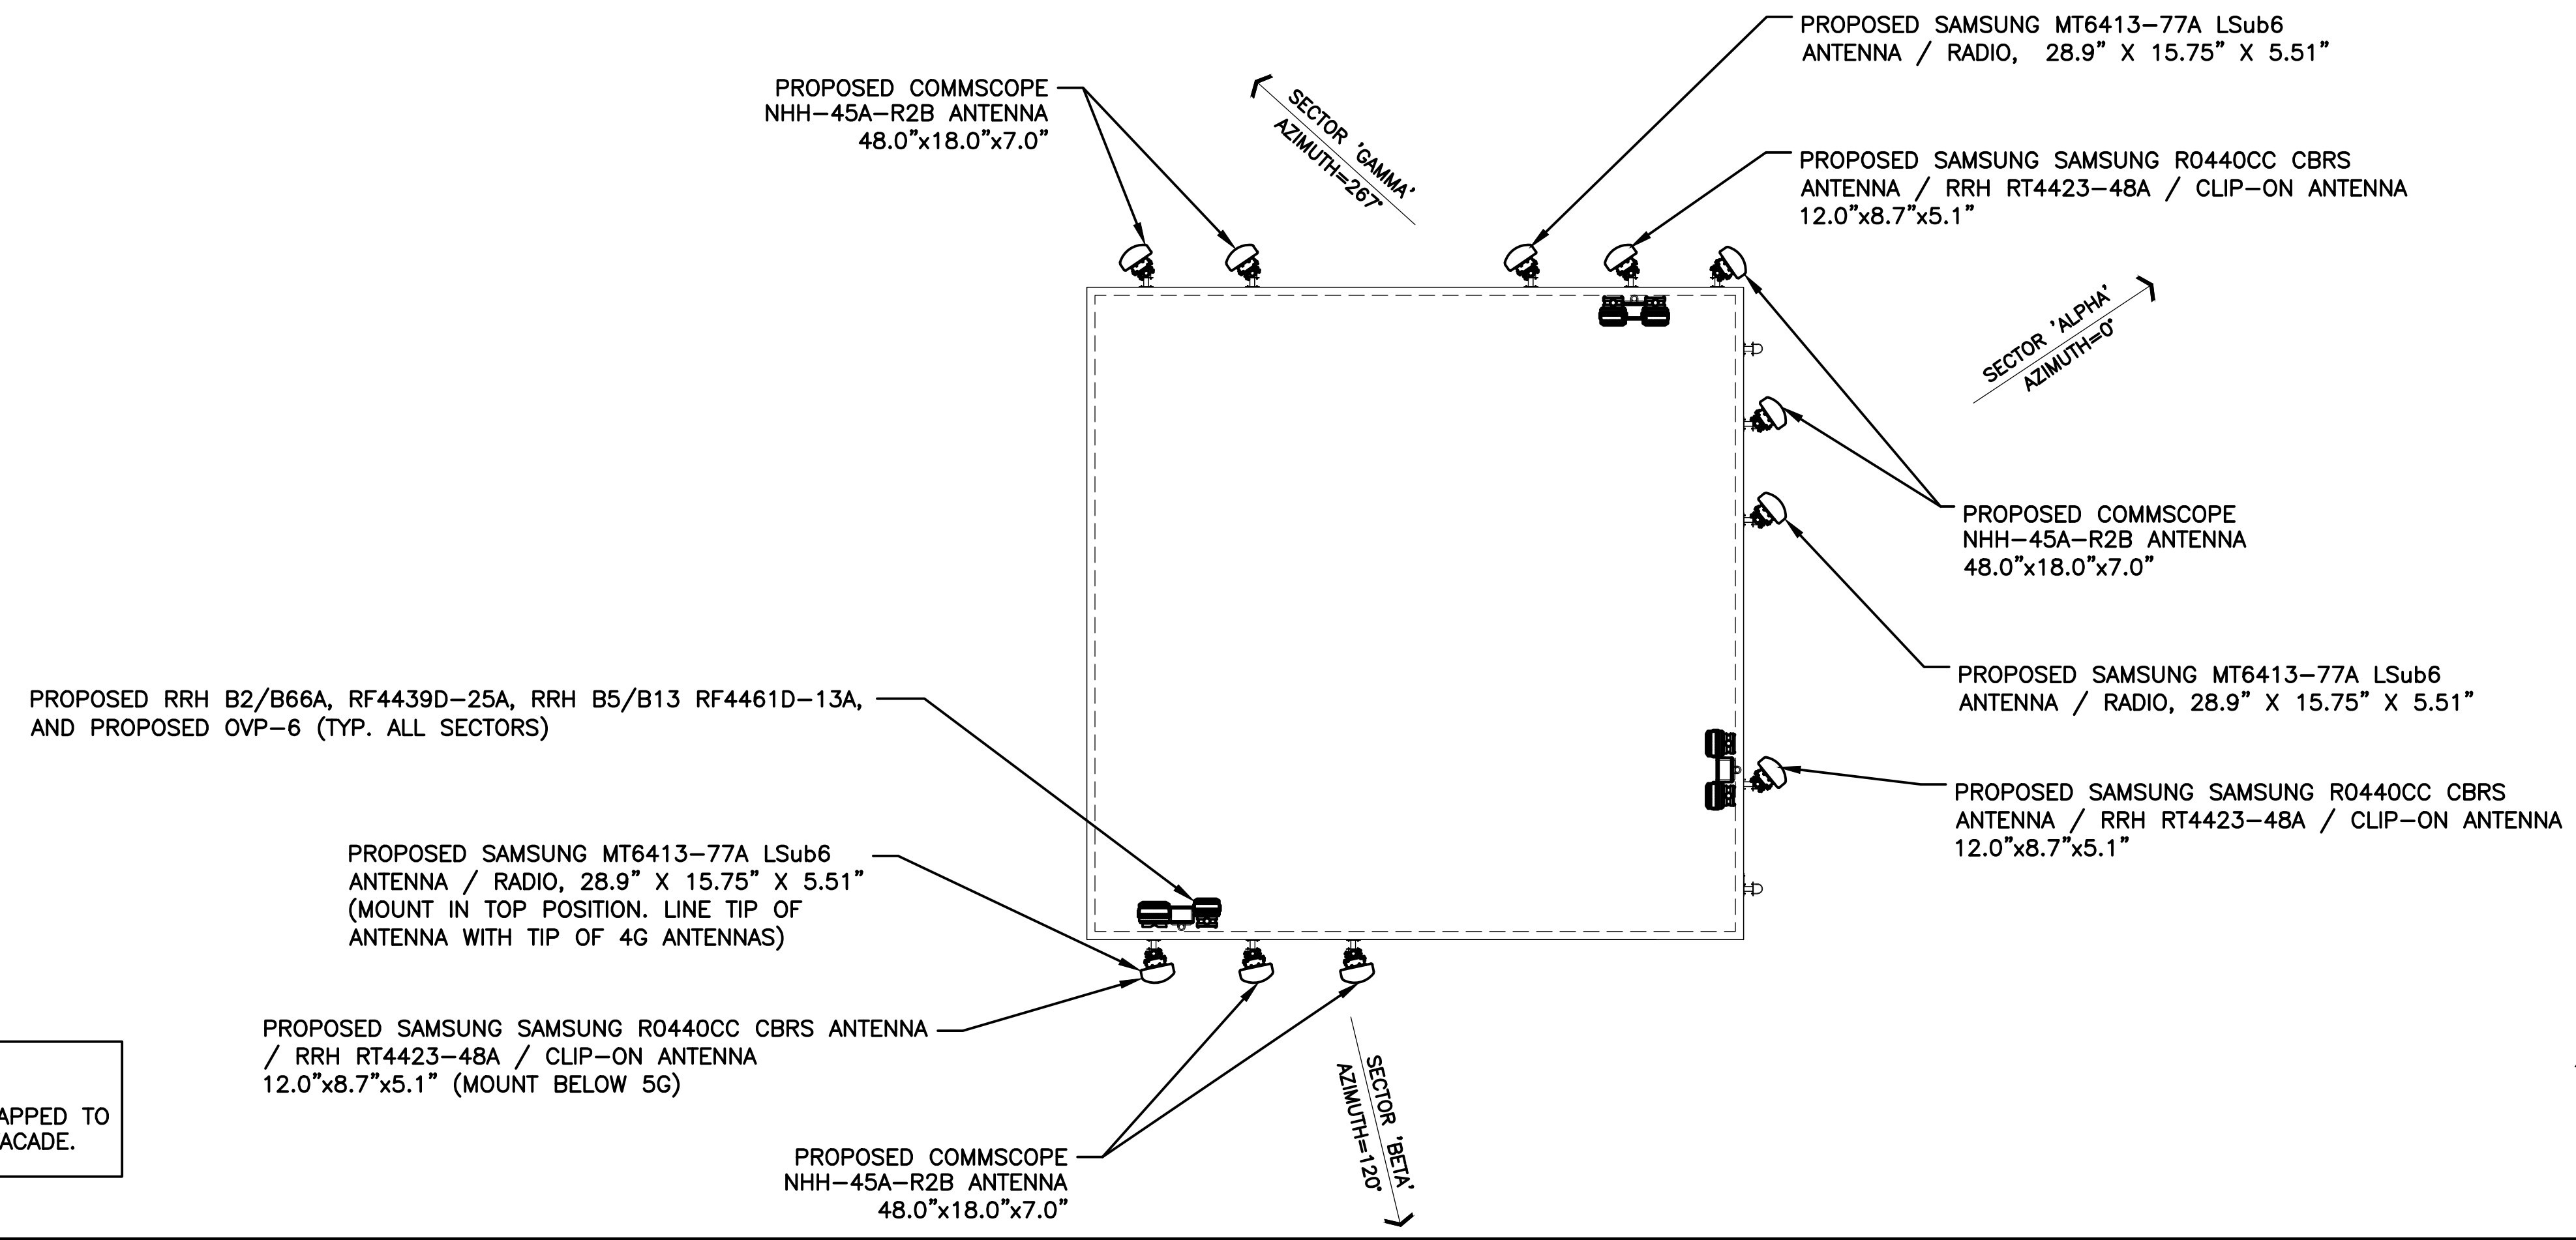 PROPOSED SAMSUNG MT6413-77A LSub6
ANTENNA / RADIO, 28.9" X 15.75" X 5.51"
PROPOSED COMMSCOPE
NHH-45A-R2B ANTENNA
48.0"x18.0"x7.0"
SECTOR 'GAMMA'
AZIMUTH=267°
PROPOSED SAMSUNG SAMSUNG R0440CC CBRS
ANTENNA / RRH RT4423-48A / CLIP-ON ANTENNA
12.0"x8.7"x5.1"
SECTOR 'ALPHA'
AZIMUTH=0°
PROPOSED COMMSCOPE
NHH-45A-R2B ANTENNA
48.0"x18.0"x7.0"
PROPOSED SAMSUNG MT6413-77A LSub6
ANTENNA / RADIO, 28.9" X 15.75" X 5.51"
PROPOSED RRH B2/B66A, RF4439D-25A, RRH B5/B13 RF4461D-13A,
AND PROPOSED OVP-6 (TYP. ALL SECTORS)
PROPOSED SAMSUNG SAMSUNG R0440CC CBRS
ANTENNA / RRH RT4423-48A / CLIP-ON ANTENNA
12.0"x8.7"x5.1"
PROPOSED SAMSUNG MT6413-77A LSub6
ANTENNA / RADIO, 28.9" X 15.75" X 5.51"
(MOUNT IN TOP POSITION. LINE TIP OF
ANTENNA WITH TIP OF 4G ANTENNAS)
PROPOSED SAMSUNG SAMSUNG R0440CC CBRS ANTENNA
/ RRH RT4423-48A / CLIP-ON ANTENNA
12.0"x8.7"x5.1" (MOUNT BELOW 5G)
APPED TO
ACADE.
SECTOR 'BETA'
AZIMUTH=120°
PROPOSED COMMSCOPE
NHH-45A-R2B ANTENNA
48.0"x18.0"x7.0"